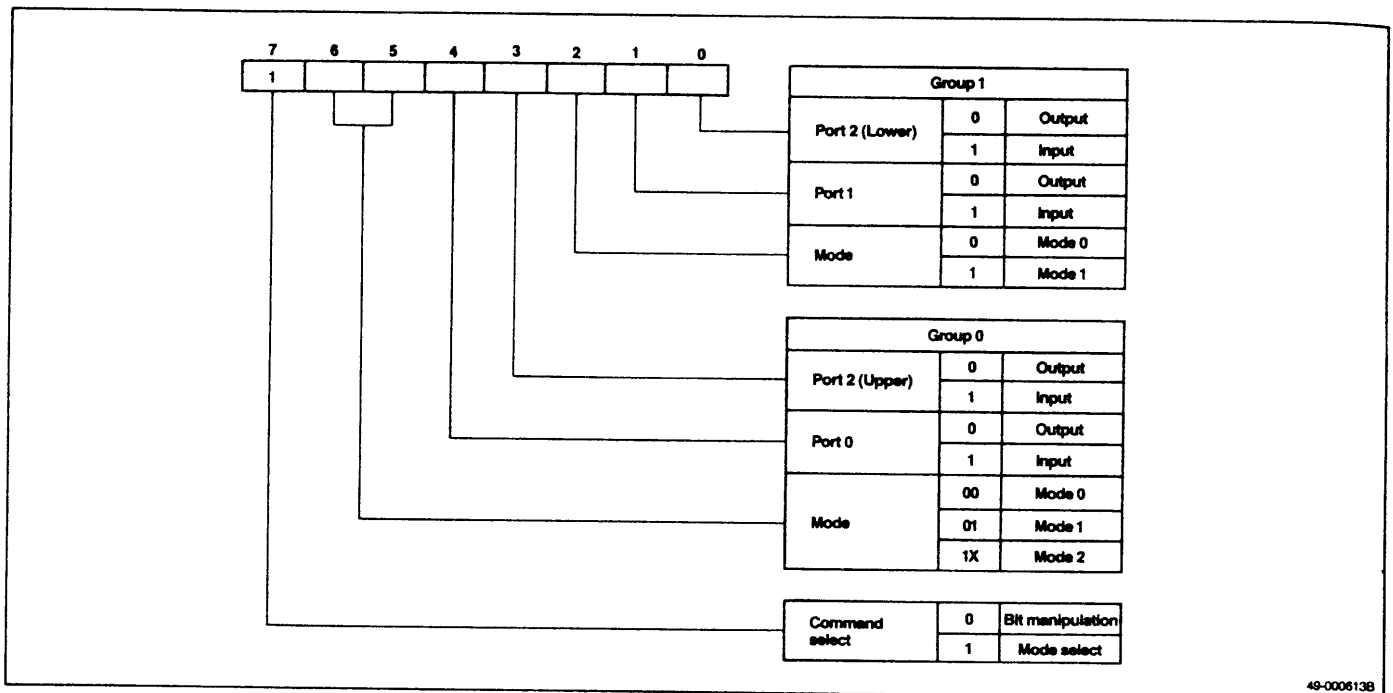 7 6 5 4 3 2 1 0
1
Group 1
Port 2 (Lower) 0 Output
1 Input
Port 1 0 Output
1 Input
Mode 0 Mode 0
1 Mode 1
Group 0
Port 2 (Upper) 0 Output
1 Input
Port 0 0 Output
1 Input
Mode 00 Mode 0
01 Mode 1
1X Mode 2
Command select 0 Bit manipulation
1 Mode select
49-000613B